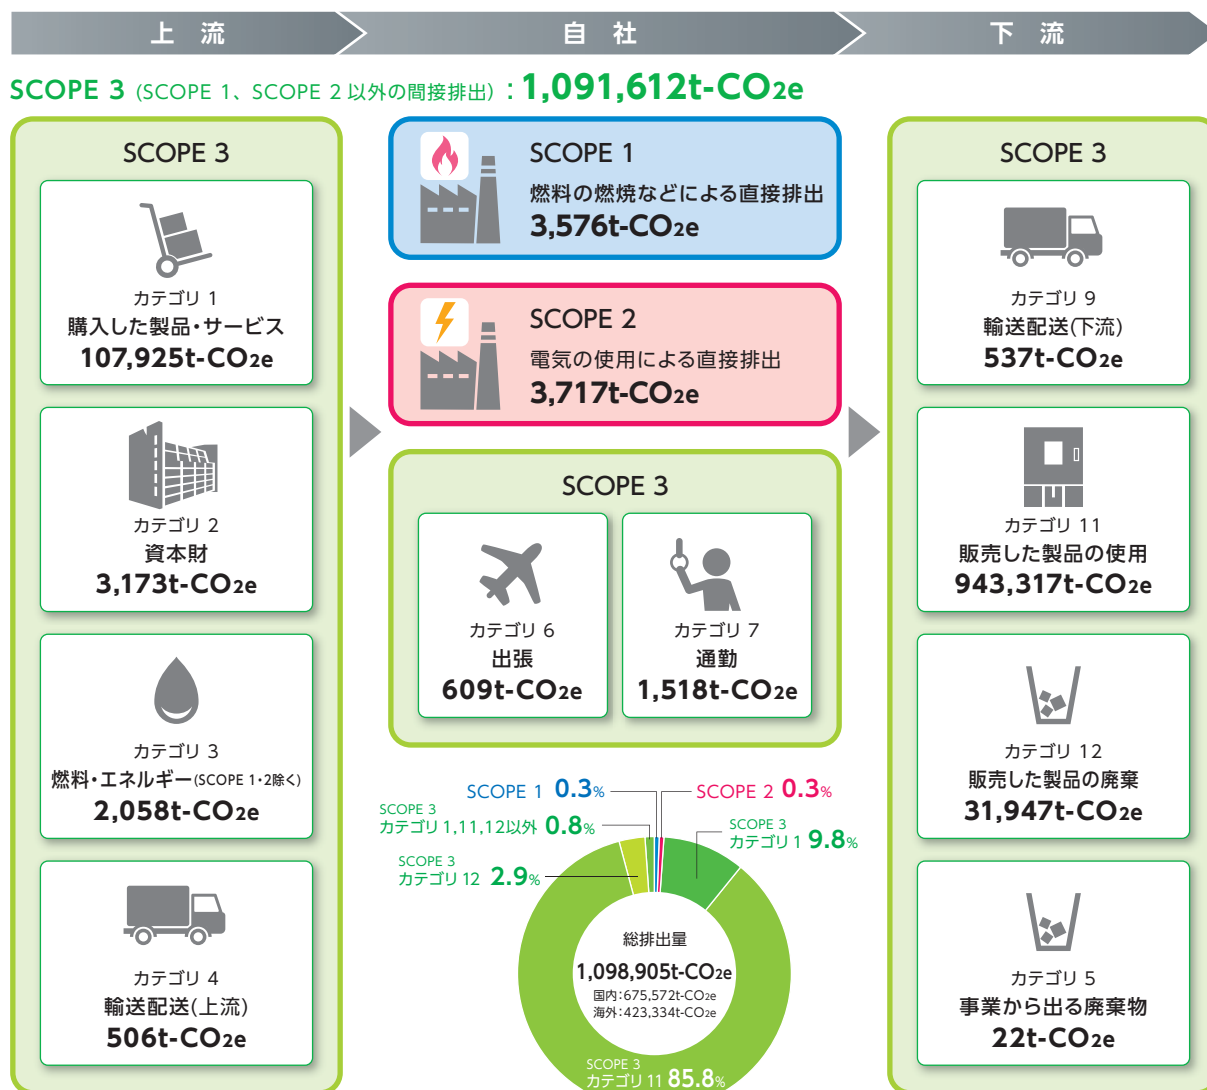 上 流
自 社
下 流
SCOPE 3 (SCOPE 1、SCOPE 2 以外の間接排出)：1,091,612t-CO2e
SCOPE 3
カテゴリ 1
購入した製品・サービス
107,925t-CO2e
カテゴリ 2
資本財
3,173t-CO2e
カテゴリ 3
燃料・エネルギー(SCOPE 1・2除く)
2,058t-CO2e
カテゴリ 4
輸送配送(上流)
506t-CO2e
SCOPE 1
燃料の燃焼などによる直接排出
3,576t-CO2e
SCOPE 2
電気の使用による直接排出
3,717t-CO2e
SCOPE 3
カテゴリ 6
出張
609t-CO2e
カテゴリ 7
通勤
1,518t-CO2e
SCOPE 1 0.3%
SCOPE 2 0.3%
SCOPE 3
カテゴリ 1,11,12以外 0.8%
SCOPE 3
カテゴリ 1 9.8%
SCOPE 3
カテゴリ 12 2.9%
総排出量
1,098,905t-CO2e
国内:675,572t-CO2e
海外:423,334t-CO2e
SCOPE 3
カテゴリ 11 85.8%
SCOPE 3
カテゴリ 9
輸送配送(下流)
537t-CO2e
カテゴリ 11
販売した製品の使用
943,317t-CO2e
カテゴリ 12
販売した製品の廃棄
31,947t-CO2e
カテゴリ 5
事業から出る廃棄物
22t-CO2e